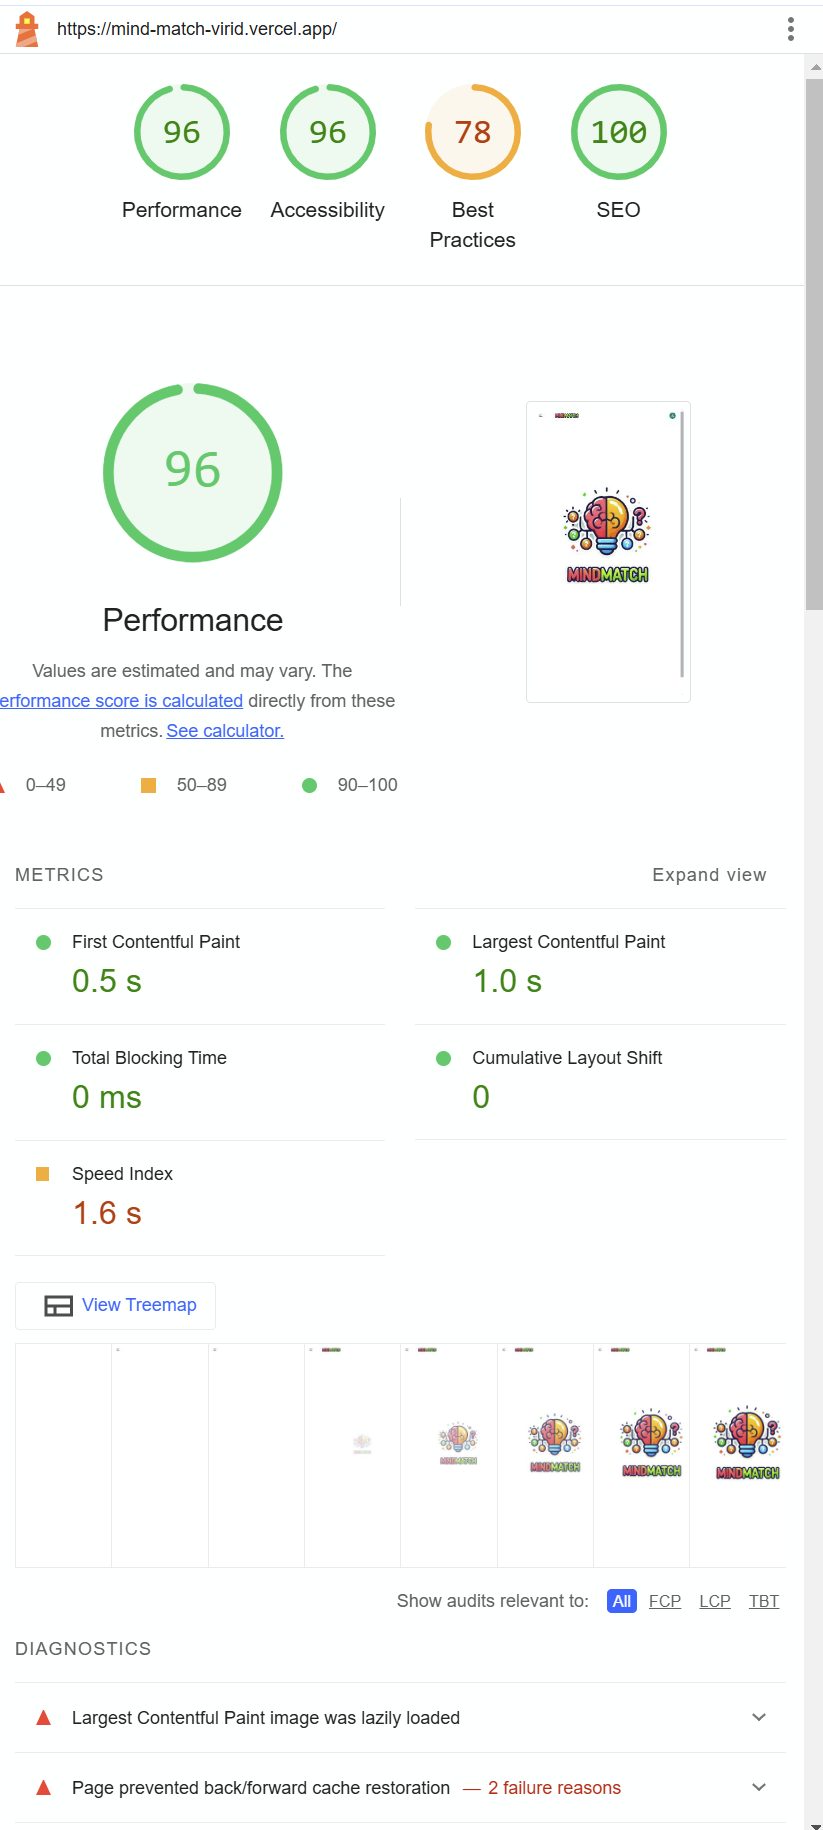 https://mind-match-virid.vercel.app/
96 96 78 100
Performance Accessibility Best Practices SEO
96
MINDMATCH
Performance
Values are estimated and may vary. The
erformance score is calculated directly from these
metrics. See calculator.
0–49 50–89 90–100
METRICS Expand view
First Contentful Paint
0.5 s
Largest Contentful Paint
1.0 s
Total Blocking Time
0 ms
Cumulative Layout Shift
0
Speed Index
1.6 s
View Treemap
MINDMATCH MINDMATCH MINDMATCH MINDMATCH
Show audits relevant to: All FCP LCP TBT
DIAGNOSTICS
Largest Contentful Paint image was lazily loaded
Page prevented back/forward cache restoration — 2 failure reasons